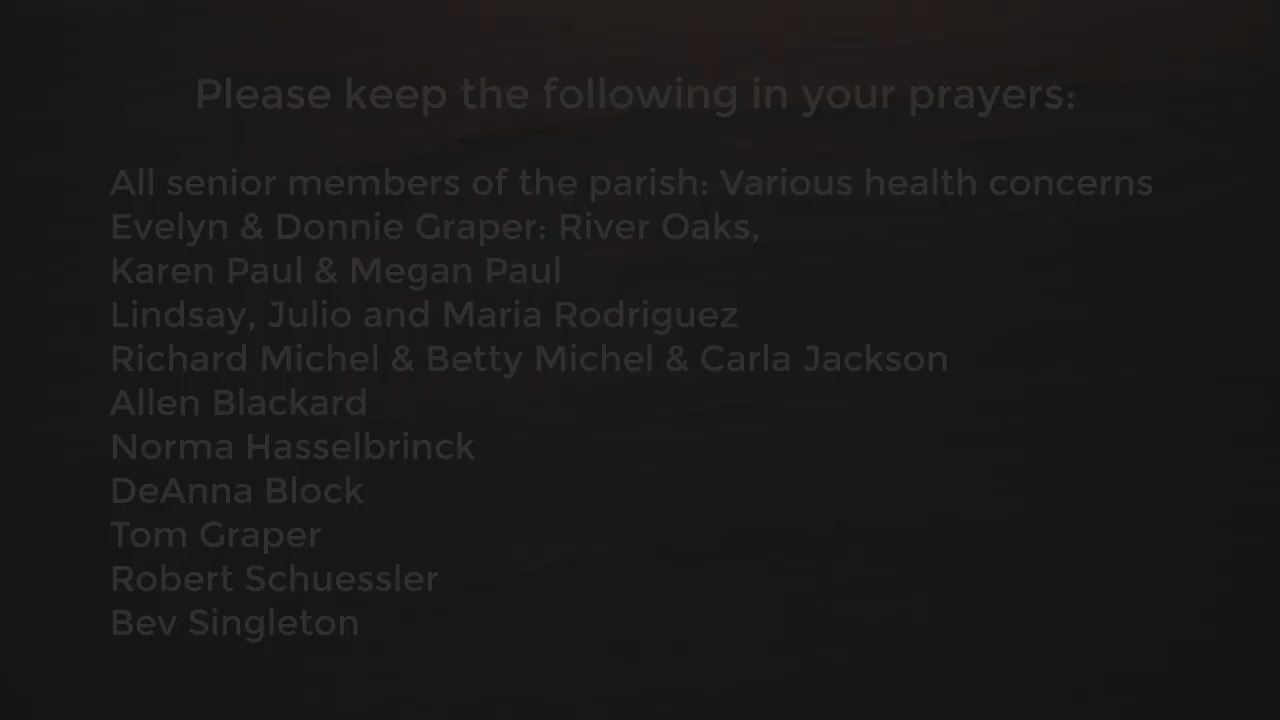 Please keep the following in your prayers:
All senior members of the parish: Various health concerns
Evelyn & Donnie Graper: River Oaks,
Karen Paul & Megan Paul
Lindsay, Julio and Maria Rodriguez
Richard Michel & Betty Michel & Carla Jackson
Allen Blackard
Norma Hasselbrinck
DeAnna Block
Tom Graper
Robert Schuessler
Bev Singleton